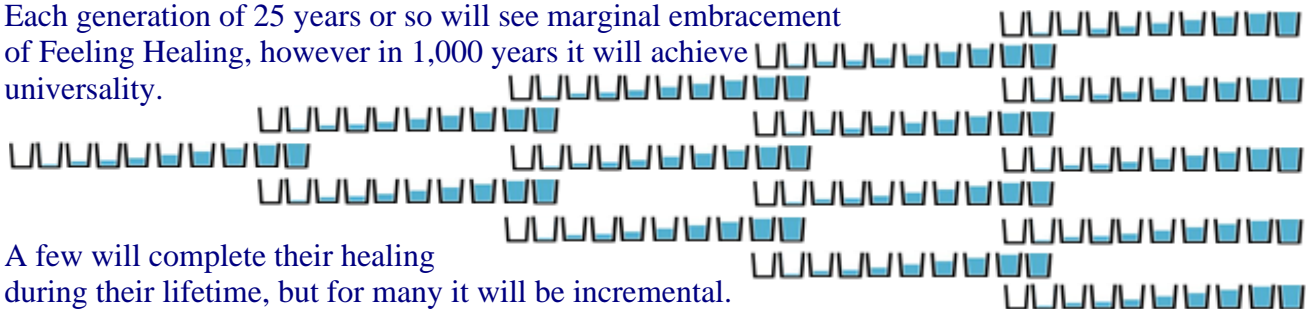 Each generation of 25 years or so will see marginal embracement
of Feeling Healing, however in 1,000 years it will achieve
universality.
A few will complete their healing
during their lifetime, but for many it will be incremental.